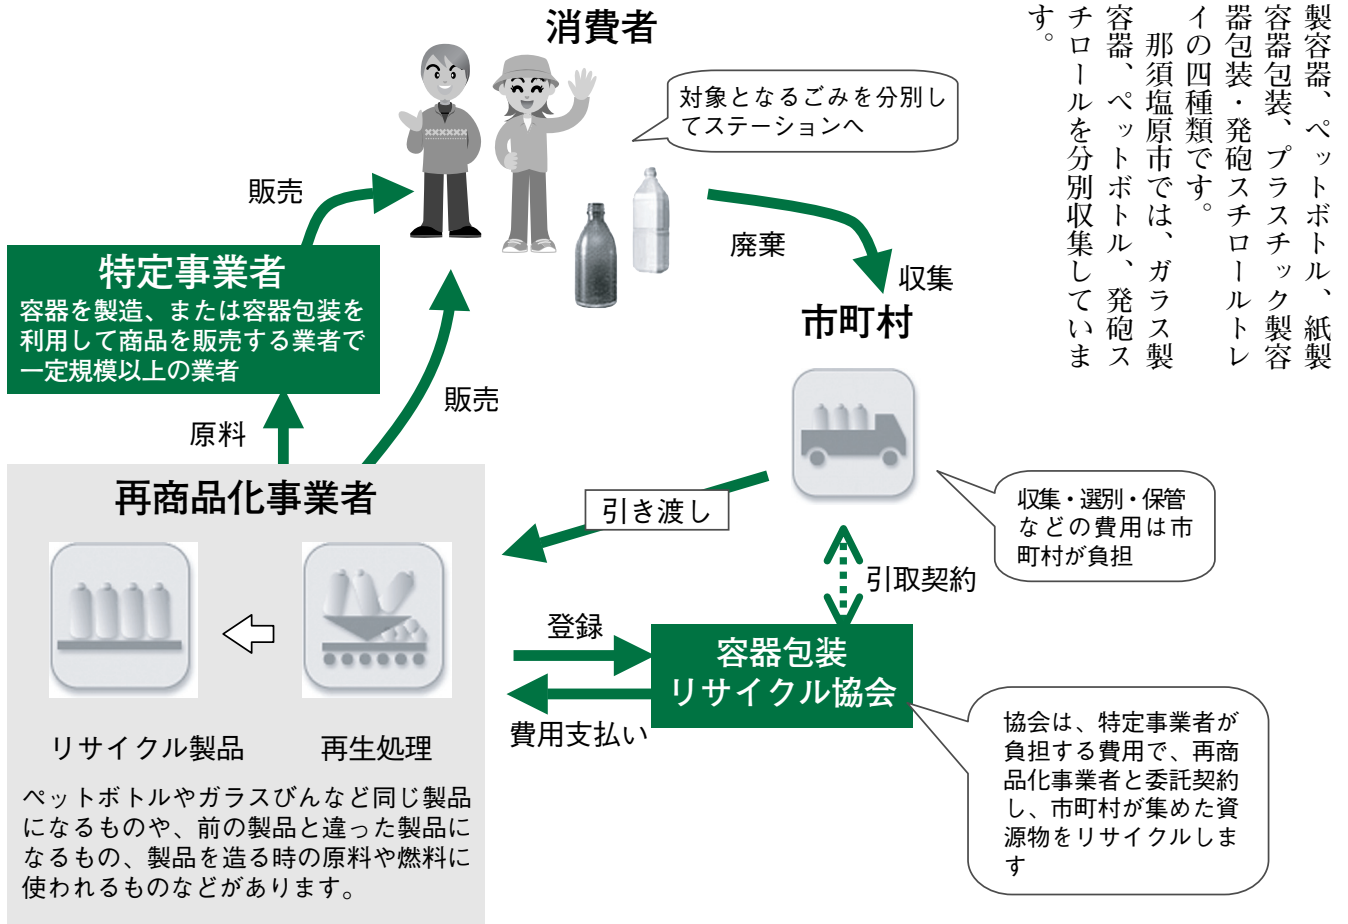 製容器、ペットボトル、紙製
容器包装、プラスチック製容
器包装・発砲スチロールトレ
イの四種類です。
那須塩原市では、ガラス製
容器、ペットボトル、発砲ス
チロールを分別収集していま
す。
消費者
対象となるごみを分別し
てステーションへ
販売
廃棄
収集
特定事業者
容器を製造、または容器包装を
利用して商品を販売する業者で
一定規模以上の業者
市町村
販売
原料
再商品化事業者
引き渡し
収集・選別・保管
などの費用は市
町村が負担
引取契約
登録
容器包装
リサイクル協会
費用支払い
リサイクル製品
再生処理
協会は、特定事業者が
負担する費用で、再商
品化事業者と委託契約
し、市町村が集めた資
源物をリサイクルしま
す
ペットボトルやガラスびんなど同じ製品
になるものや、前の製品と違った製品に
なるもの、製品を造る時の原料や燃料に
使われるものなどがあります。